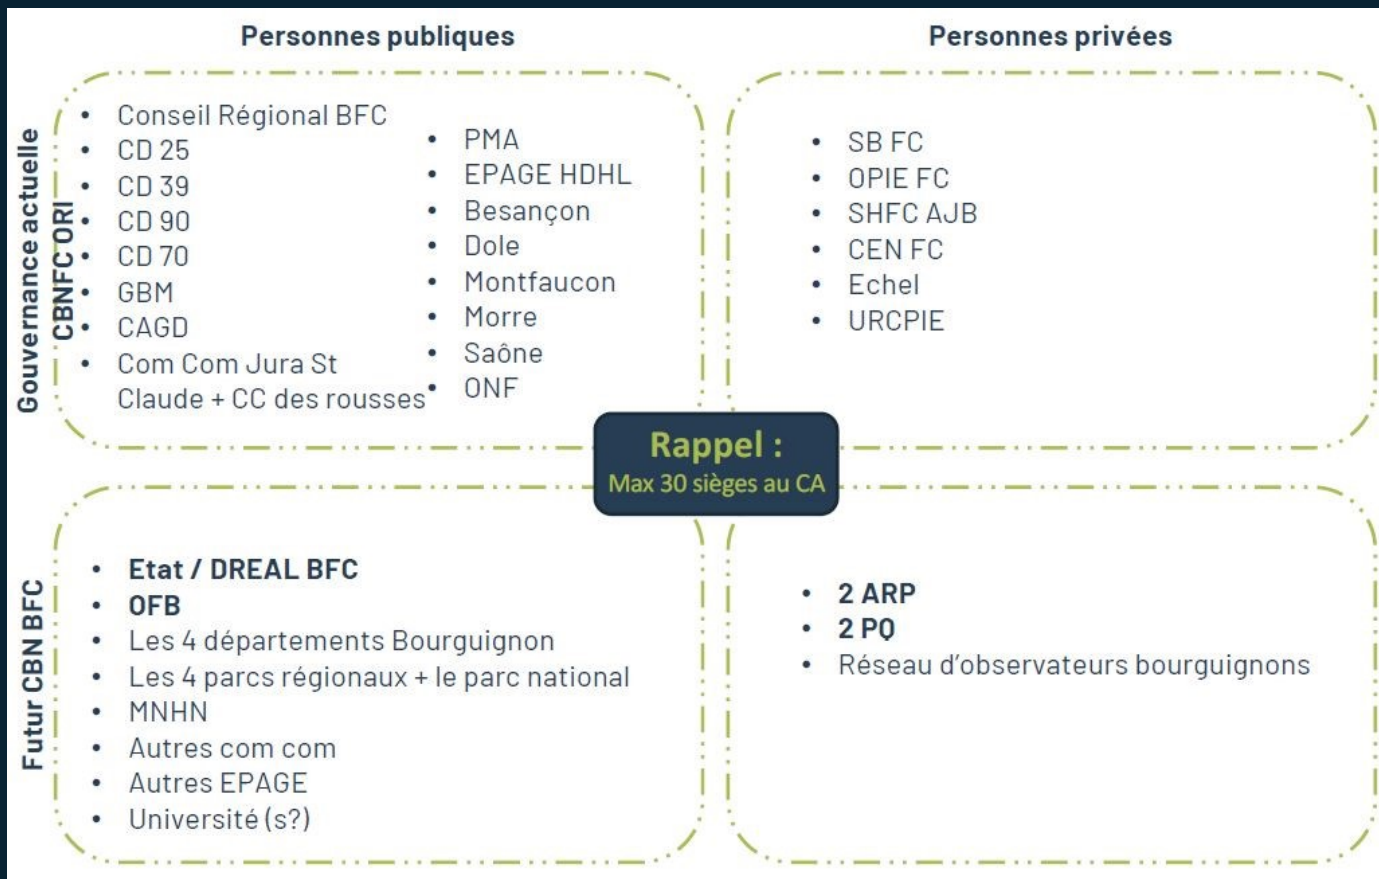 Personnes publiques
Personnes privées
Gouvernance actuelle
CBNFC ORI
• Conseil Régional BFC
• CD 25
• CD 39
• CD 90
• CD 70
• GBM
• CAGD
• Com Com Jura St
Claude + CC des rousses
• PMA
• EPAGE HDHL
• Besançon
• Dole
• Montfaucon
• Morre
• Saône
• ONF
• SB FC
• OPIE FC
• SHFC AJB
• CEN FC
• Echel
• URCPIE
Rappel :
Max 30 sièges au CA
Futur CBN BFC
• Etat / DREAL BFC
• OFB
• Les 4 départements Bourguignon
• Les 4 parcs régionaux + le parc national
• MNHN
• Autres com com
• Autres EPAGE
• Université (s?)
• 2 ARP
• 2 PQ
• Réseau d'observateurs bourguignons